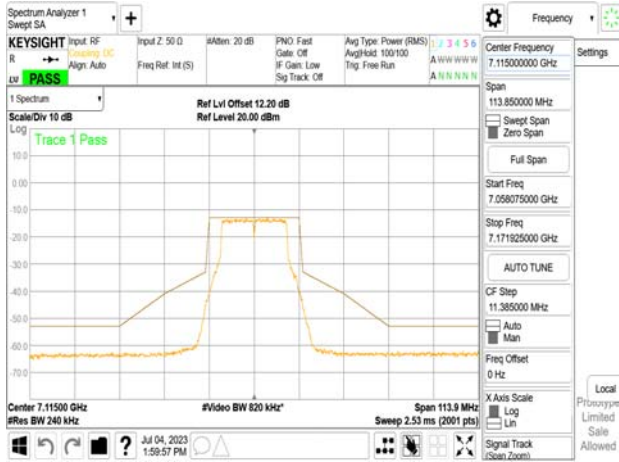 Spectrum Analyzer 1
Swept SA
+
Frequency
Settings
KEYSIGHT
R
LV
PASS
Input: RF
Coupling: DC
Align: Auto
Input Z: 50 Ω
Freq Ref: Int (S)
#Atten: 20 dB
PNO: Fast
Gate: Off
IF Gain: Low
Sig Track: Off
Avg Type: Power (RMS)
Avg|Hold: 100/100
Trig: Free Run
1 2 3 4 5 6
A W W W W W
A N N N N N
1 Spectrum
Scale/Div 10 dB
Ref Lvl Offset 12.20 dB
Ref Level 20.00 dBm
Log
Trace 1 Pass
10.0
0.00
-10.0
-20.0
-30.0
-40.0
-50.0
-60.0
-70.0
Center 7.11500 GHz
#Res BW 240 kHz
#Video BW 820 kHz*
Span 113.9 MHz
Sweep 2.53 ms (2001 pts)
Jul 04, 2023
1:59:57 PM
?
Center Frequency
7.115000000 GHz
Span
113.850000 MHz
Swept Span
Zero Span
Full Span
Start Freq
7.058075000 GHz
Stop Freq
7.171925000 GHz
AUTO TUNE
CF Step
11.385000 MHz
Auto
Man
Freq Offset
0 Hz
X Axis Scale
Log
Lin
Signal Track
(Span Zoom)
Local
Prototype
Limited
Sale
Allowed